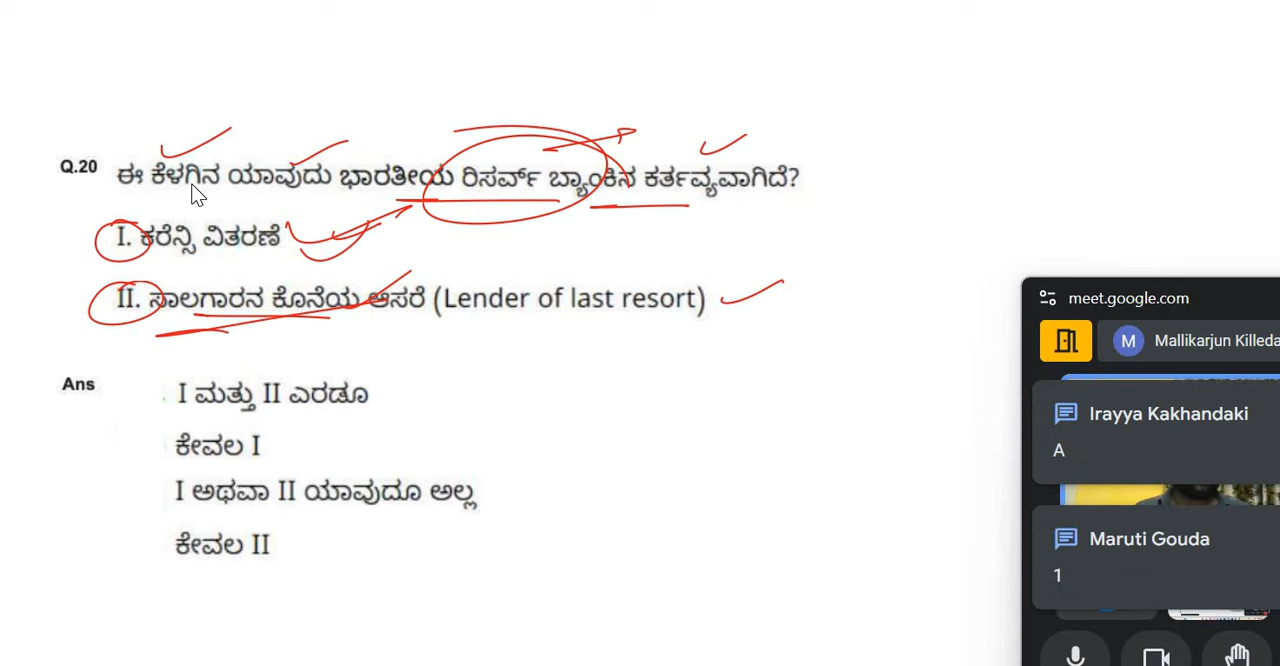 Q.20 ಈ ಕೆಳಗಿನ ಯಾವುದು ಭಾರತೀಯ ರಿಸರ್ವ್ ಬ್ಯಾಂಕಿನ ಕರ್ತವ್ಯವಾಗಿದೆ?
I. ಕರೆನ್ಸಿ ವಿತರಣೆ
II. ಸಾಲಗಾರನ ಕೊನೆಯ ಆಸರೆ (Lender of last resort)
Ans I ಮತ್ತು II ಎರಡೂ
ಕೇವಲ I
I ಅಥವಾ II ಯಾವುದೂ ಅಲ್ಲ
ಕೇವಲ II
meet.google.com
M Mallikarjun Killeda
Irayya Kakhandaki
A
Maruti Gouda
1